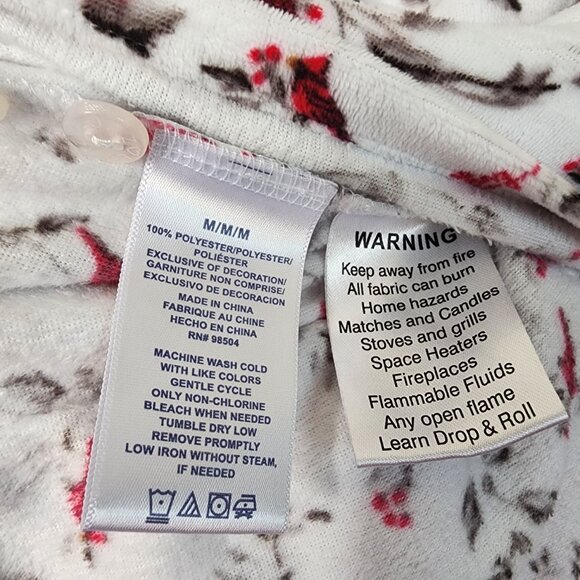 M/M/M
100% POLYESTER/POLYESTER/
POLIÉSTER
EXCLUSIVE OF DECORATION/
GARNITURE NON COMPRISE/
EXCLUSIVO DE DECORACION
MADE IN CHINA
FABRIQUE AU CHINE
HECHO EN CHINA
RN# 98504
MACHINE WASH COLD
WITH LIKE COLORS
GENTLE CYCLE
ONLY NON-CHLORINE
BLEACH WHEN NEEDED
TUMBLE DRY LOW
REMOVE PROMPTLY
LOW IRON WITHOUT STEAM,
IF NEEDED
WARNING
Keep away from fire
All fabric can burn
Home hazards
Matches and Candles
Stoves and grills
Space Heaters
Fireplaces
Flammable Fluids
Any open flame
Learn Drop & Roll